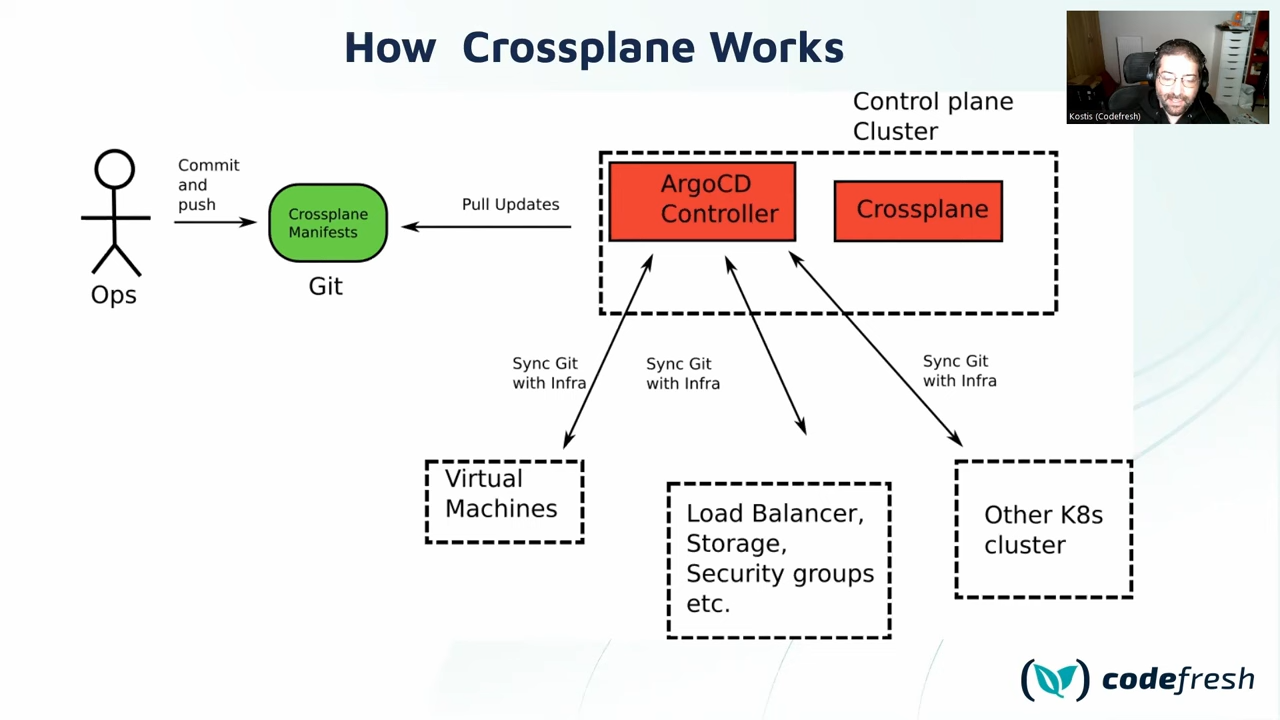 How Crossplane Works
Kostis (Codefresh)
Control plane
Cluster
Commit
and
push
Crossplane
Manifests
Pull Updates
ArgoCD
Controller
Crossplane
Ops
Git
Sync Git
with Infra
Sync Git
with Infra
Sync Git
with Infra
Virtual
Machines
Load Balancer,
Storage,
Security groups
etc.
Other K8s
cluster
codefresh